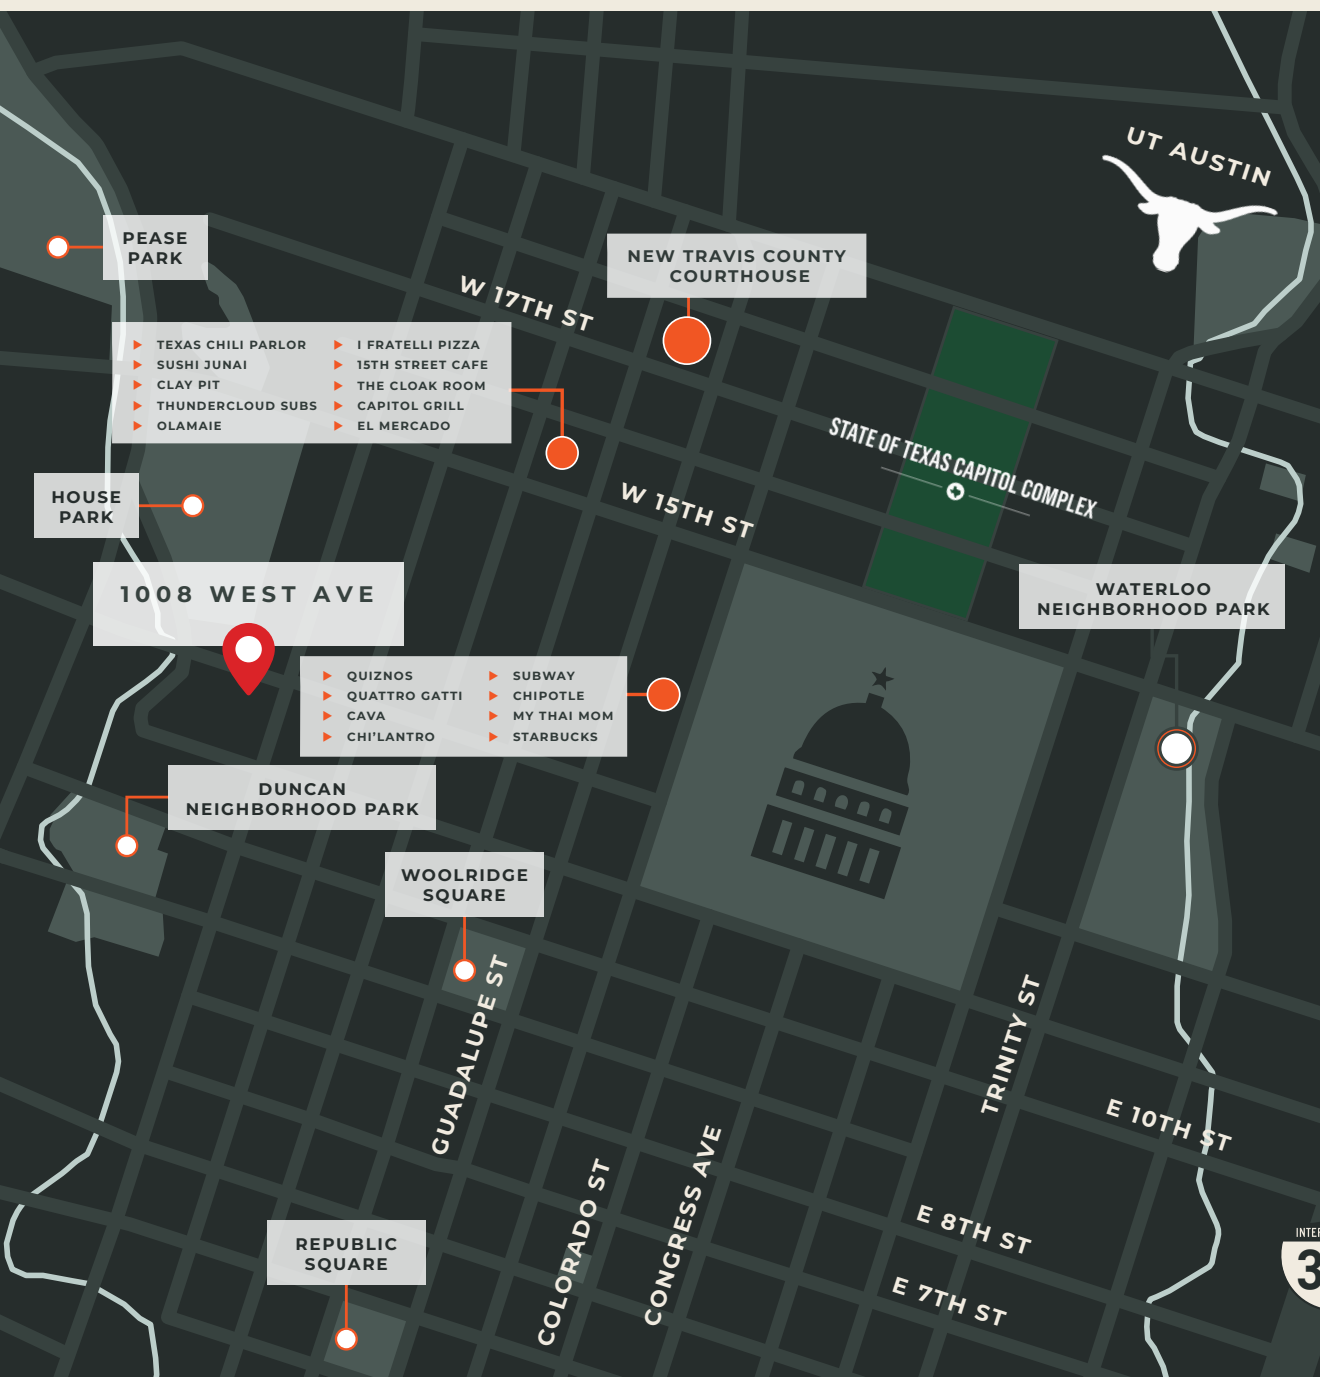 UT AUSTIN
PEASE
PARK
NEW TRAVIS COUNTY
COURTHOUSE
W 17TH ST
TEXAS CHILI PARLOR
SUSHI JUNAI
CLAY PIT
THUNDERCLOUD SUBS
OLAMAIE
I FRATELLI PIZZA
15TH STREET CAFE
THE CLOAK ROOM
CAPITOL GRILL
EL MERCADO
STATE OF TEXAS CAPITOL COMPLEX
W 15TH ST
HOUSE
PARK
1008 WEST AVE
WATERLOO
NEIGHBORHOOD PARK
QUIZNOS
QUATTRO GATTI
CAVA
CHI'LANTRO
SUBWAY
CHIPOTLE
MY THAI MOM
STARBUCKS
DUNCAN
NEIGHBORHOOD PARK
WOOLRIDGE
SQUARE
GUADALUPE ST
TRINITY ST
E 10TH ST
COLORADO ST
CONGRESS AVE
E 8TH ST
REPUBLIC
SQUARE
E 7TH ST
INTER
3